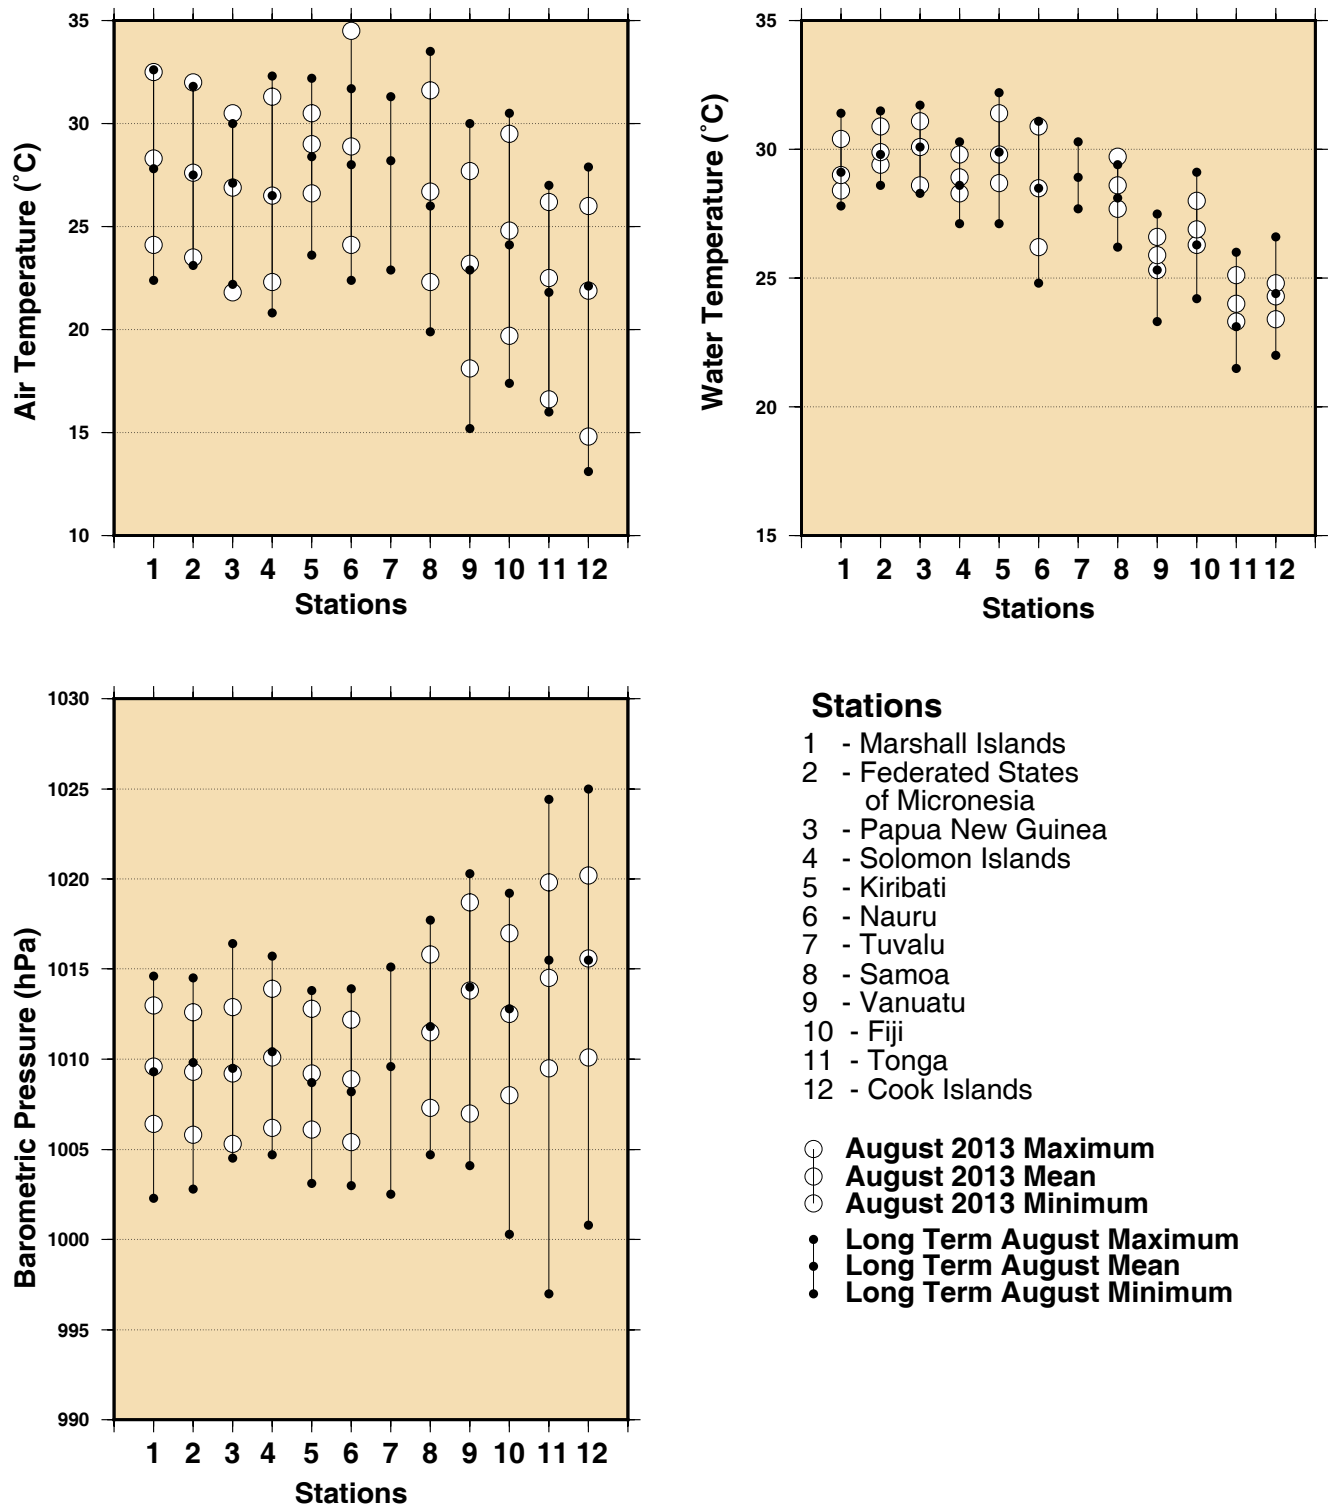 35
30
25
20
15
10
Air Temperature (˚C)
1 2 3 4 5 6 7 8 9 10 11 12
Stations
35
30
25
20
15
Water Temperature (˚C)
1 2 3 4 5 6 7 8 9 10 11 12
Stations
1030
1025
1020
1015
1010
1005
1000
995
990
Barometric Pressure (hPa)
1 2 3 4 5 6 7 8 9 10 11 12
Stations
Stations
1 - Marshall Islands
2 - Federated States
of Micronesia
3 - Papua New Guinea
4 - Solomon Islands
5 - Kiribati
6 - Nauru
7 - Tuvalu
8 - Samoa
9 - Vanuatu
10 - Fiji
11 - Tonga
12 - Cook Islands
August 2013 Maximum
August 2013 Mean
August 2013 Minimum
Long Term August Maximum
Long Term August Mean
Long Term August Minimum